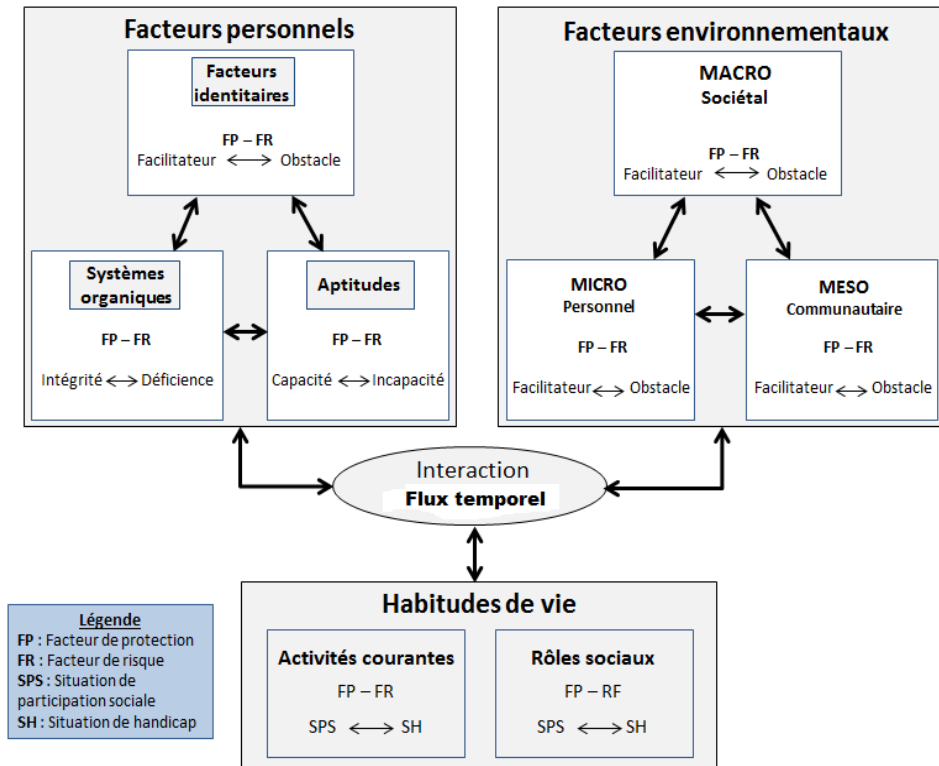 Facteurs personnels
Facteurs
identitaires
FP – FR
Facilitateur Obstacle
Systèmes
organiques
FP – FR
Intégrité Déficience
Aptitudes
FP – FR
Capacité Incapacité
Facteurs environnementaux
MACRO
Sociétal
FP – FR
Facilitateur Obstacle
MICRO
Personnel
FP – FR
Facilitateur Obstacle
MESO
Communautaire
FP – FR
Facilitateur Obstacle
Interaction
Flux temporel
Habitudes de vie
Activités courantes
FP – FR
SPS SH
Rôles sociaux
FP – RF
SPS SH
Légende
FP : Facteur de protection
FR : Facteur de risque
SPS : Situation de
participation sociale
SH : Situation de handicap